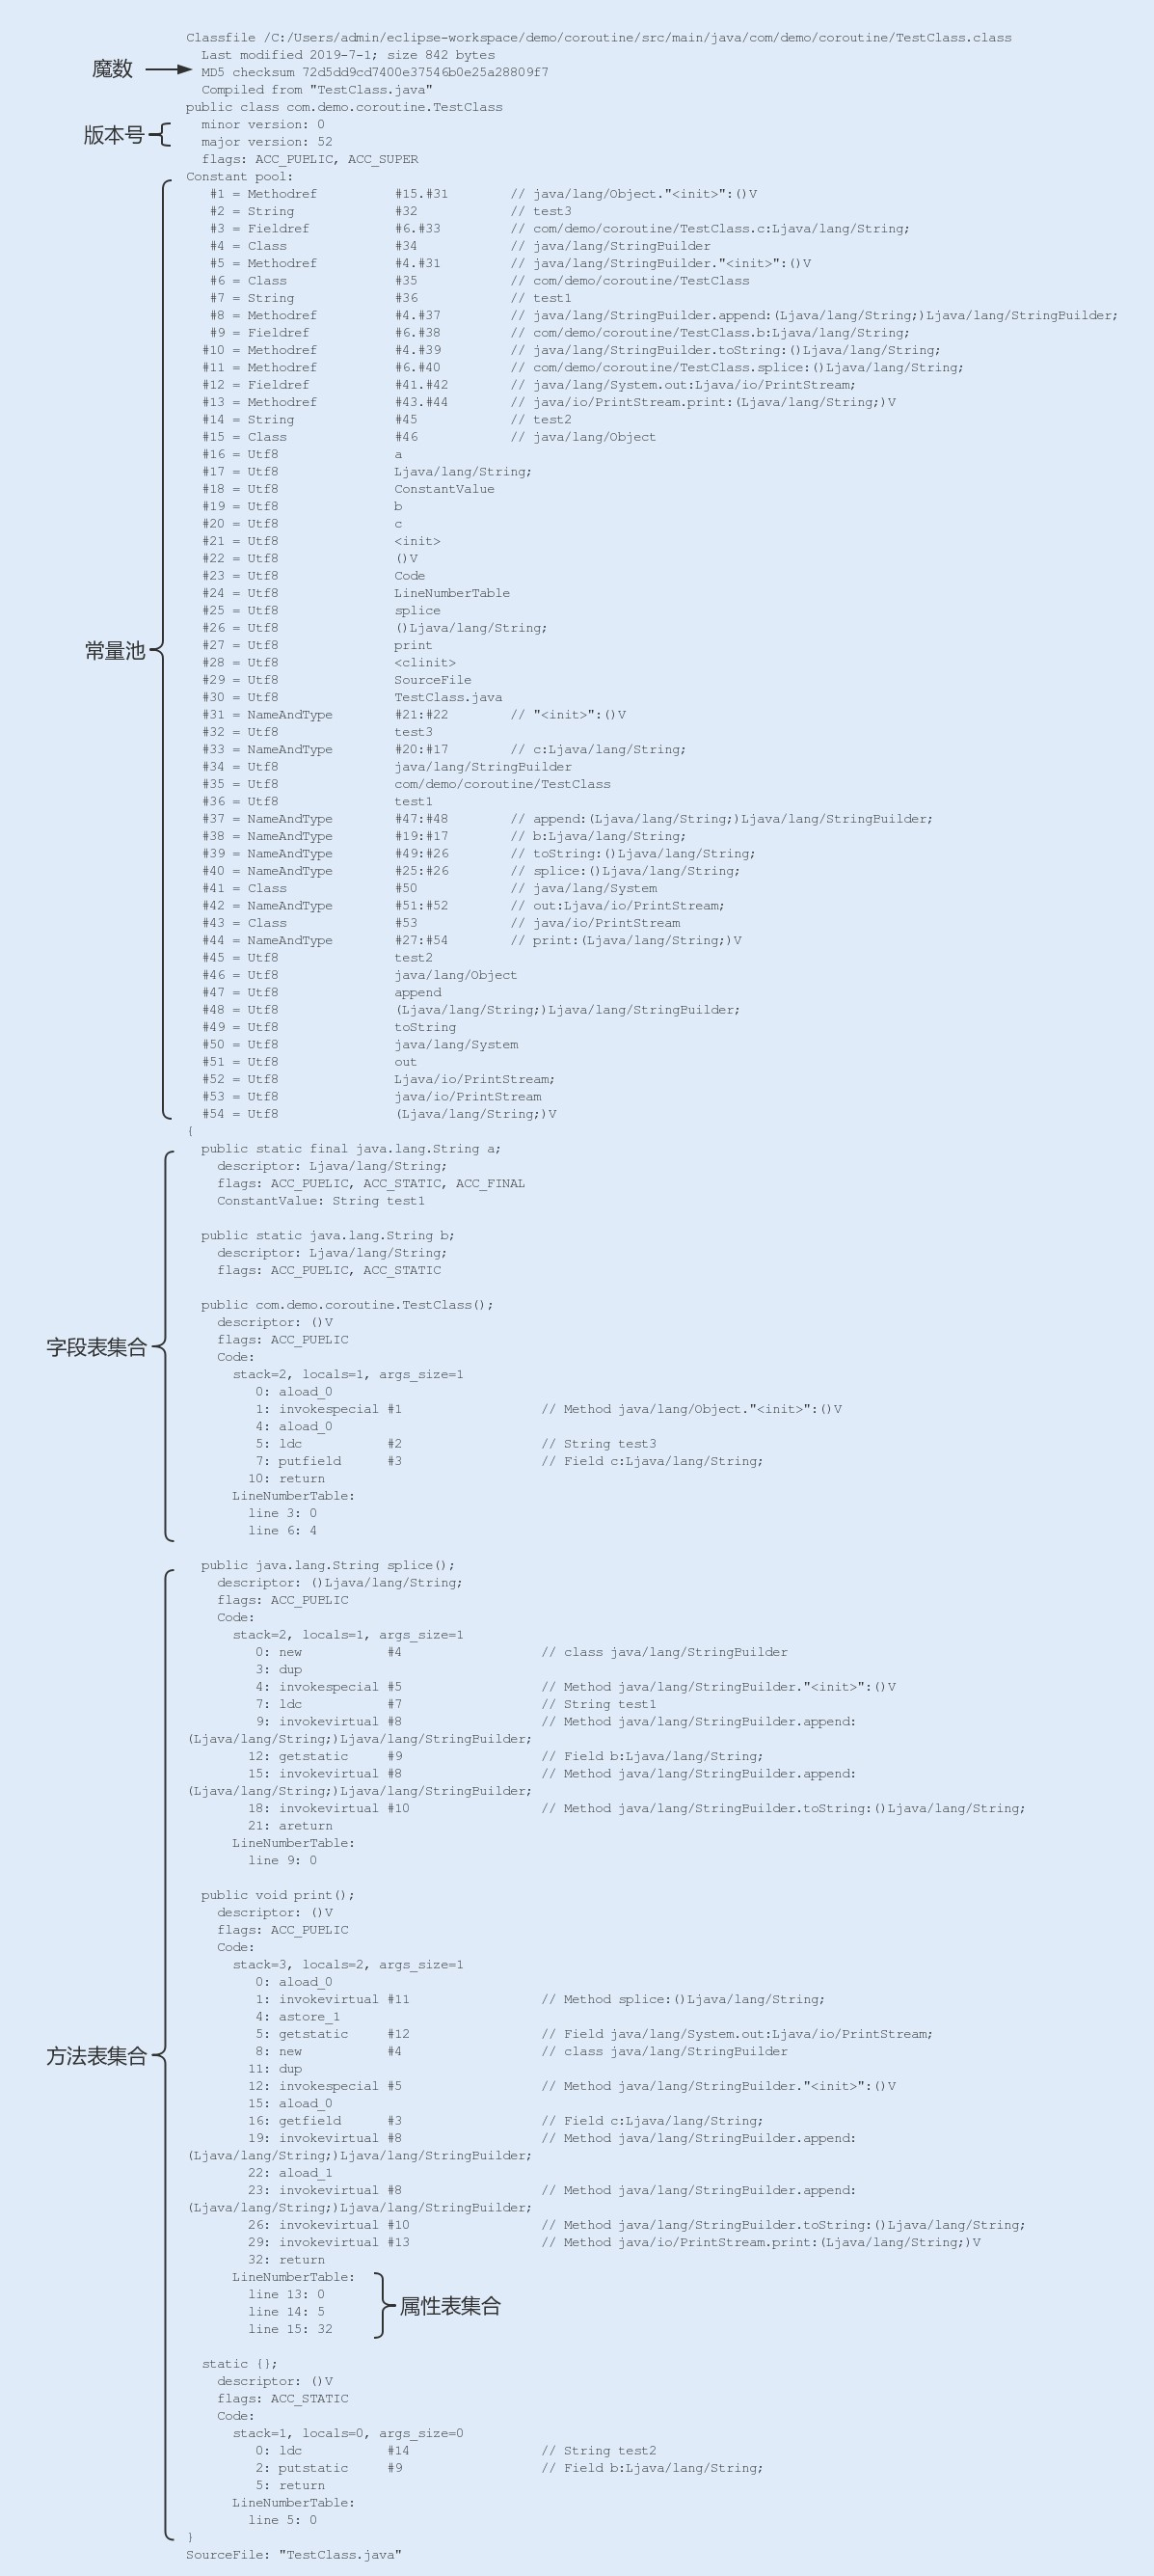 Classfile /C:/Users/admin/eclipse-workspace/demo/coroutine/src/main/java/com/demo/coroutine/TestClass.class
Last modified 2019-7-1; size 842 bytes
魔数
MD5 checksum 72d5dd9cd7400e37546b0e25a28809f7
Compiled from "TestClass.java"
public class com.demo.coroutine.TestClass
版本号
minor version: 0
major version: 52
flags: ACC_PUBLIC, ACC_SUPER
Constant pool:
#1 = Methodref #15.#31 // java/lang/Object."<init>":()V
#2 = String #32 // test3
#3 = Fieldref #6.#33 // com/demo/coroutine/TestClass.c:Ljava/lang/String;
#4 = Class #34 // java/lang/StringBuilder
#5 = Methodref #4.#31 // java/lang/StringBuilder."<init>":()V
#6 = Class #35 // com/demo/coroutine/TestClass
#7 = String #36 // test1
#8 = Methodref #4.#37 // java/lang/StringBuilder.append:(Ljava/lang/String;)Ljava/lang/StringBuilder;
#9 = Fieldref #6.#38 // com/demo/coroutine/TestClass.b:Ljava/lang/String;
#10 = Methodref #4.#39 // java/lang/StringBuilder.toString:()Ljava/lang/String;
#11 = Methodref #6.#40 // com/demo/coroutine/TestClass.splice:()Ljava/lang/String;
#12 = Fieldref #41.#42 // java/lang/System.out:Ljava/io/PrintStream;
#13 = Methodref #43.#44 // java/io/PrintStream.print:(Ljava/lang/String;)V
#14 = String #45 // test2
#15 = Class #46 // java/lang/Object
#16 = Utf8 a
#17 = Utf8 Ljava/lang/String;
#18 = Utf8 ConstantValue
#19 = Utf8 b
#20 = Utf8 c
#21 = Utf8 <init>
#22 = Utf8 ()V
#23 = Utf8 Code
#24 = Utf8 LineNumberTable
#25 = Utf8 splice
#26 = Utf8 ()Ljava/lang/String;
#27 = Utf8 print
常量池
#28 = Utf8 <clinit>
#29 = Utf8 SourceFile
#30 = Utf8 TestClass.java
#31 = NameAndType #21:#22 // "<init>":()V
#32 = Utf8 test3
#33 = NameAndType #20:#17 // c:Ljava/lang/String;
#34 = Utf8 java/lang/StringBuilder
#35 = Utf8 com/demo/coroutine/TestClass
#36 = Utf8 test1
#37 = NameAndType #47:#48 // append:(Ljava/lang/String;)Ljava/lang/StringBuilder;
#38 = NameAndType #19:#17 // b:Ljava/lang/String;
#39 = NameAndType #49:#26 // toString:()Ljava/lang/String;
#40 = NameAndType #25:#26 // splice:()Ljava/lang/String;
#41 = Class #50 // java/lang/System
#42 = NameAndType #51:#52 // out:Ljava/io/PrintStream;
#43 = Class #53 // java/io/PrintStream
#44 = NameAndType #27:#54 // print:(Ljava/lang/String;)V
#45 = Utf8 test2
#46 = Utf8 java/lang/Object
#47 = Utf8 append
#48 = Utf8 (Ljava/lang/String;)Ljava/lang/StringBuilder;
#49 = Utf8 toString
#50 = Utf8 java/lang/System
#51 = Utf8 out
#52 = Utf8 Ljava/io/PrintStream;
#53 = Utf8 java/io/PrintStream
#54 = Utf8 (Ljava/lang/String;)V
{
public static final java.lang.String a;
descriptor: Ljava/lang/String;
flags: ACC_PUBLIC, ACC_STATIC, ACC_FINAL
ConstantValue: String test1
public static java.lang.String b;
descriptor: Ljava/lang/String;
flags: ACC_PUBLIC, ACC_STATIC
public com.demo.coroutine.TestClass();
descriptor: ()V
flags: ACC_PUBLIC
字段表集合
Code:
stack=2, locals=1, args_size=1
0: aload_0
1: invokespecial #1 // Method java/lang/Object."<init>":()V
4: aload_0
5: ldc #2 // String test3
7: putfield #3 // Field c:Ljava/lang/String;
10: return
LineNumberTable:
line 3: 0
line 6: 4
public java.lang.String splice();
descriptor: ()Ljava/lang/String;
flags: ACC_PUBLIC
Code:
stack=2, locals=1, args_size=1
0: new #4 // class java/lang/StringBuilder
3: dup
4: invokespecial #5 // Method java/lang/StringBuilder."<init>":()V
7: ldc #7 // String test1
9: invokevirtual #8 // Method java/lang/StringBuilder.append:
(Ljava/lang/String;)Ljava/lang/StringBuilder;
12: getstatic #9 // Field b:Ljava/lang/String;
15: invokevirtual #8 // Method java/lang/StringBuilder.append:
(Ljava/lang/String;)Ljava/lang/StringBuilder;
18: invokevirtual #10 // Method java/lang/StringBuilder.toString:()Ljava/lang/String;
21: areturn
LineNumberTable:
line 9: 0
public void print();
descriptor: ()V
flags: ACC_PUBLIC
Code:
stack=3, locals=2, args_size=1
0: aload_0
1: invokevirtual #11 // Method splice:()Ljava/lang/String;
4: astore_1
5: getstatic #12 // Field java/lang/System.out:Ljava/io/PrintStream;
8: new #4 // class java/lang/StringBuilder
方法表集合
11: dup
12: invokespecial #5 // Method java/lang/StringBuilder."<init>":()V
15: aload_0
16: getfield #3 // Field c:Ljava/lang/String;
19: invokevirtual #8 // Method java/lang/StringBuilder.append:
(Ljava/lang/String;)Ljava/lang/StringBuilder;
22: aload_1
23: invokevirtual #8 // Method java/lang/StringBuilder.append:
(Ljava/lang/String;)Ljava/lang/StringBuilder;
26: invokevirtual #10 // Method java/lang/StringBuilder.toString:()Ljava/lang/String;
29: invokevirtual #13 // Method java/io/PrintStream.print:(Ljava/lang/String;)V
32: return
LineNumberTable:
line 13: 0
属性表集合
line 14: 5
line 15: 32
static {};
descriptor: ()V
flags: ACC_STATIC
Code:
stack=1, locals=0, args_size=0
0: ldc #14 // String test2
2: putstatic #9 // Field b:Ljava/lang/String;
5: return
LineNumberTable:
line 5: 0
}
SourceFile: "TestClass.java"